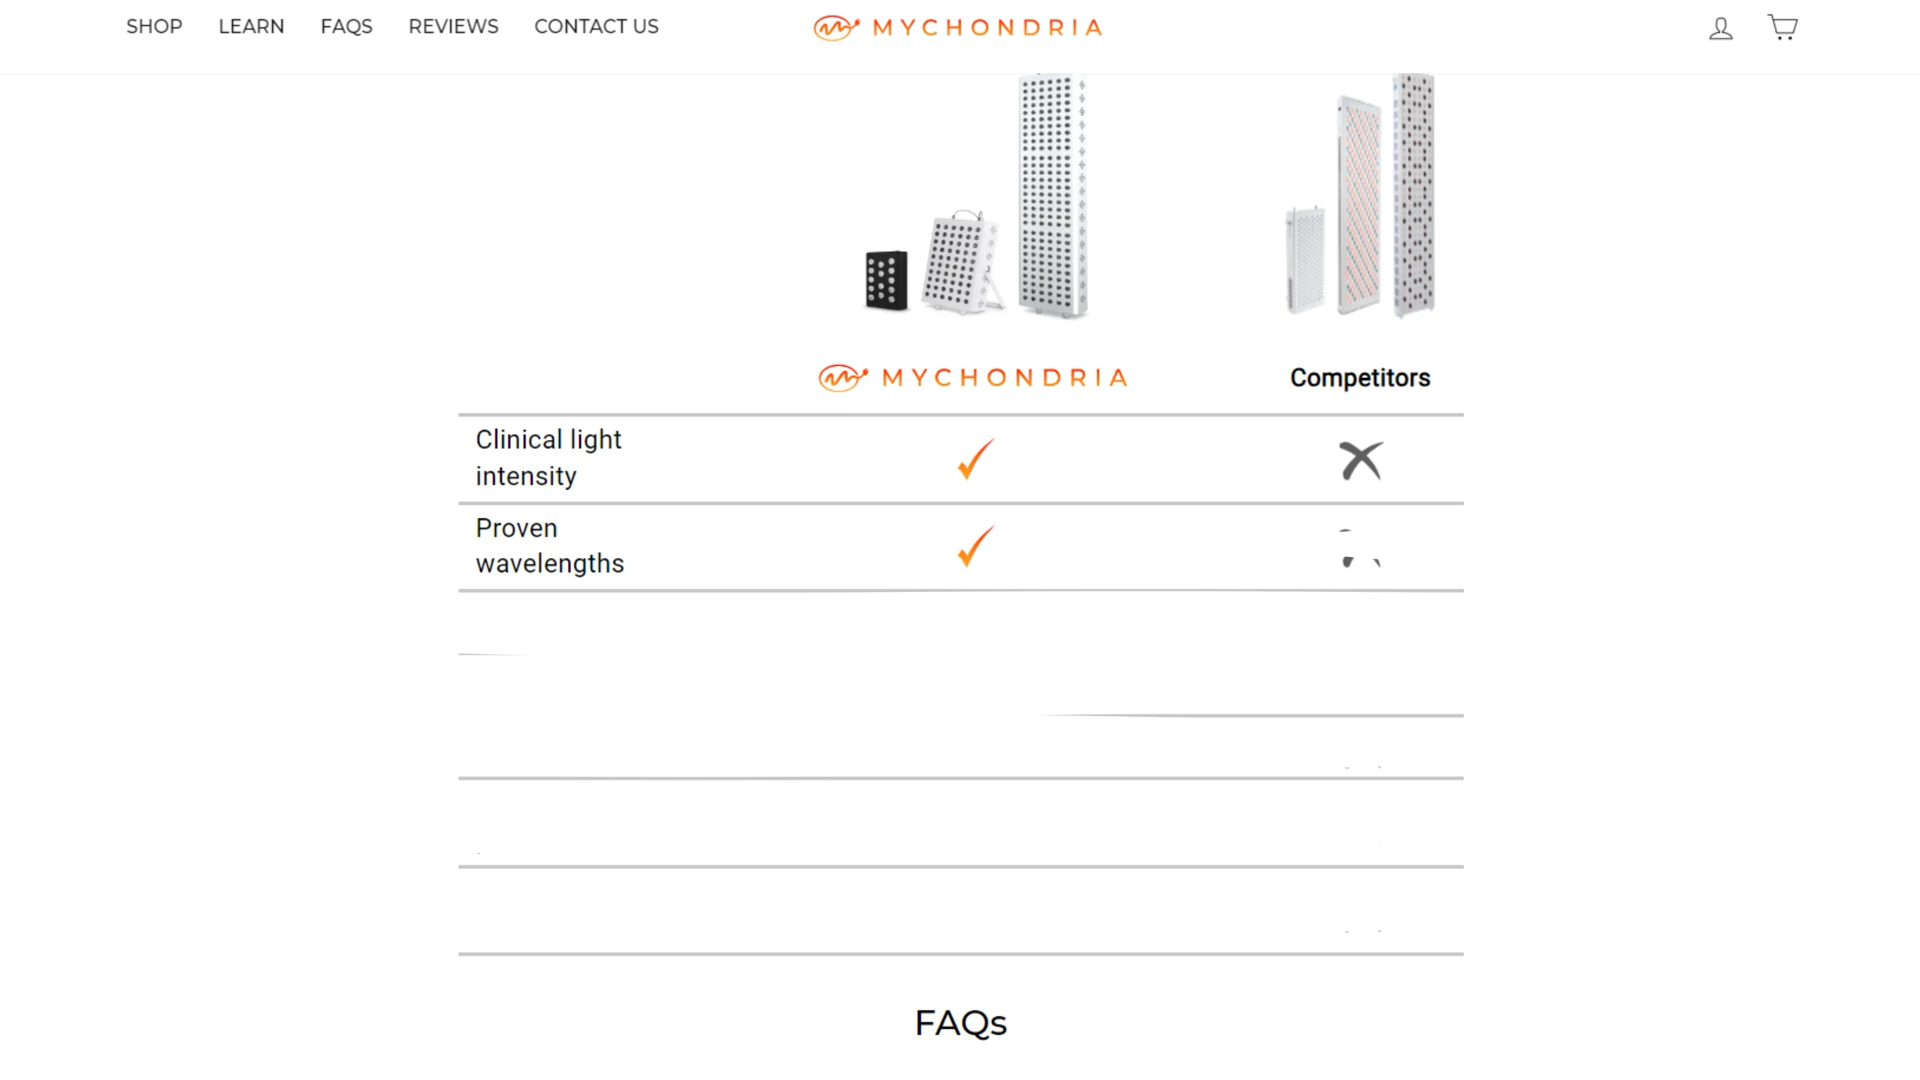 SHOP LEARN FAQS REVIEWS CONTACT US MYCHONDRIA
MYCHONDRIA Competitors
Clinical light
intensity
Proven
wavelengths
FAQs